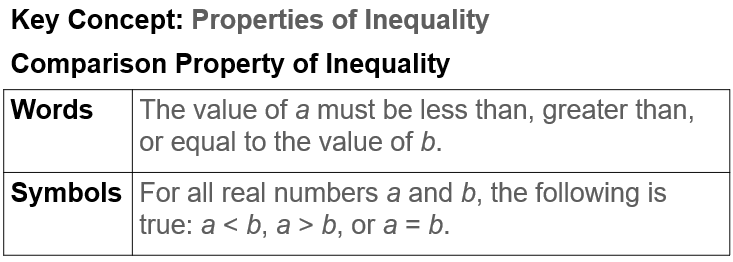 Key Concept: Properties of Inequality
Comparison Property of Inequality
Words
The value of a must be less than, greater than,
or equal to the value of b.
Symbols
For all real numbers a and b, the following is
true: a < b, a > b, or a = b.